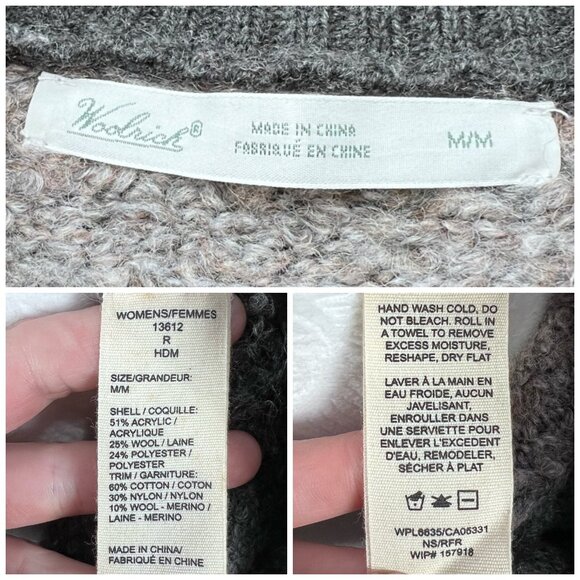 Woolrich®
MADE IN CHINA
FABRIQUÉ EN CHINE
M/M
WOMENS/FEMMES
13612
R
HDM
SIZE/GRANDEUR:
M/M
SHELL / COQUILLE:
51% ACRYLIC /
ACRYLIQUE
25% WOOL / LAINE
24% POLYESTER /
POLYESTER
TRIM / GARNITURE:
60% COTTON / COTON
30% NYLON / NYLON
10% WOOL - MERINO /
LAINE - MERINO
MADE IN CHINA/
FABRIQUÉ EN CHINE
HAND WASH COLD, DO
NOT BLEACH. ROLL IN
A TOWEL TO REMOVE
EXCESS MOISTURE,
RESHAPE, DRY FLAT
LAVER À LA MAIN EN
EAU FROIDE, AUCUN
JAVELISANT,
ENROULER DANS
UNE SERVIETTE POUR
ENLEVER L'EXCEDENT
D'EAU, REMODELER,
SÉCHER À PLAT
WPL6635/CA05331
NS/RFR
WIP# 157918